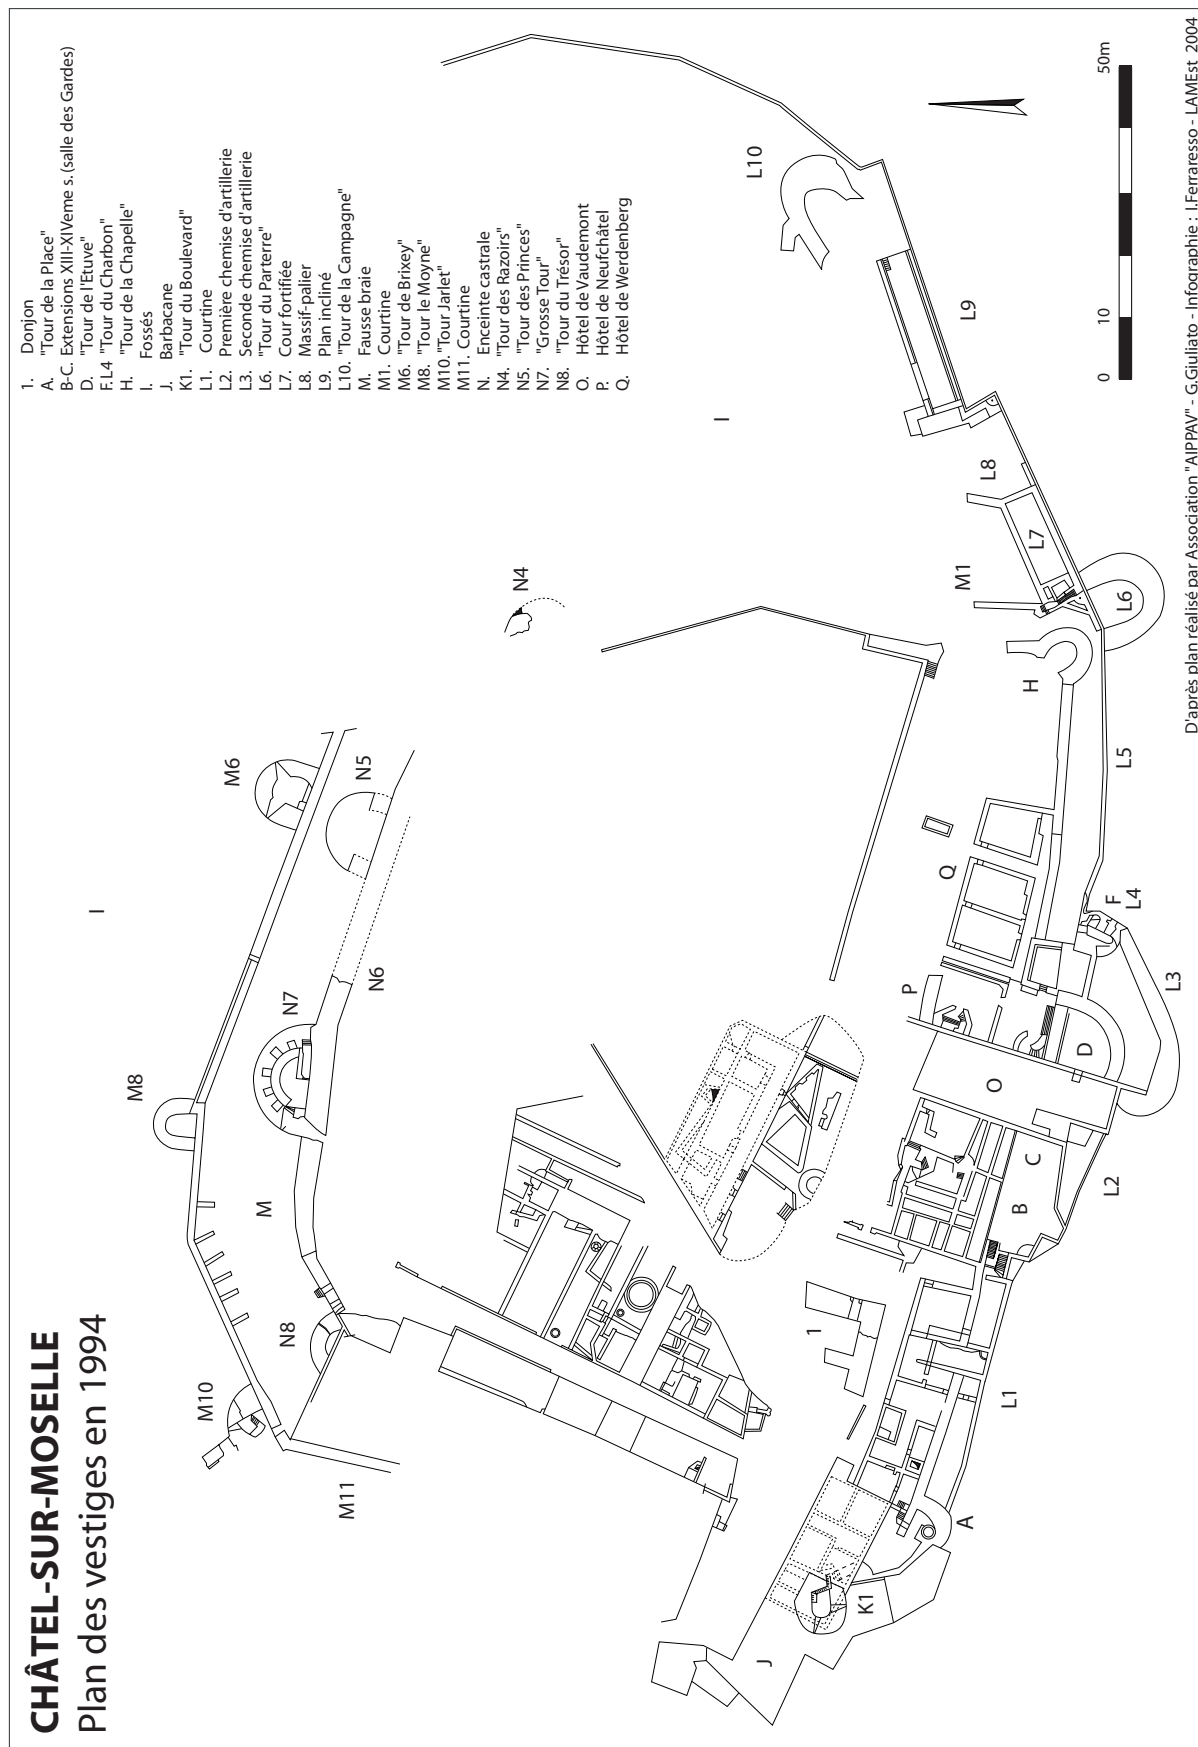 CHÂTEL-SUR-MOSELLE
Plan des vestiges en 1994
1. Donjon
A. "Tour de la Place"
B-C. Extensions XIII-XIVeme s. (salle des Gardes)
D. "Tour de l'Etuve"
F.L4 "Tour du Charbon"
H. "Tour de la Chapelle"
I. Fossés
J. Barbacane
K1. "Tour du Boulevard"
L1. Courtine
L2. Première chemise d'artillerie
L3. Seconde chemise d'artillerie
L6. "Tour du Parterre"
L7. Cour fortifiée
L8. Massif-palier
L9. Plan incliné
L10. "Tour de la Campagne"
M. Fausse braie
M1. Courtine
M6. "Tour de Brixey"
M8. "Tour le Moyne"
M10. "Tour Jarlet"
M11. Courtine
N. Enceinte castrale
N4. "Tour des Razoirs"
N5. "Tour des Princes"
N7. "Grosse Tour"
N8. "Tour du Trésor"
O. Hôtel de Vaudemont
P. Hôtel de Neufchâtel
Q. Hôtel de Werdenberg
I
M8
M6
M10
N7
N5
M
N8
N6
M11
N4
I
L10
J
K1
A
1
L1
B
C
L2
O
D
P
Q
F
L4
L3
L5
H
M1
L6
L7
L8
L9
0 10 50m
D'après plan réalisé par Association "AIPPAV" - G.Giuliato - Infographie : I.Ferraresso - LAMEst 2004